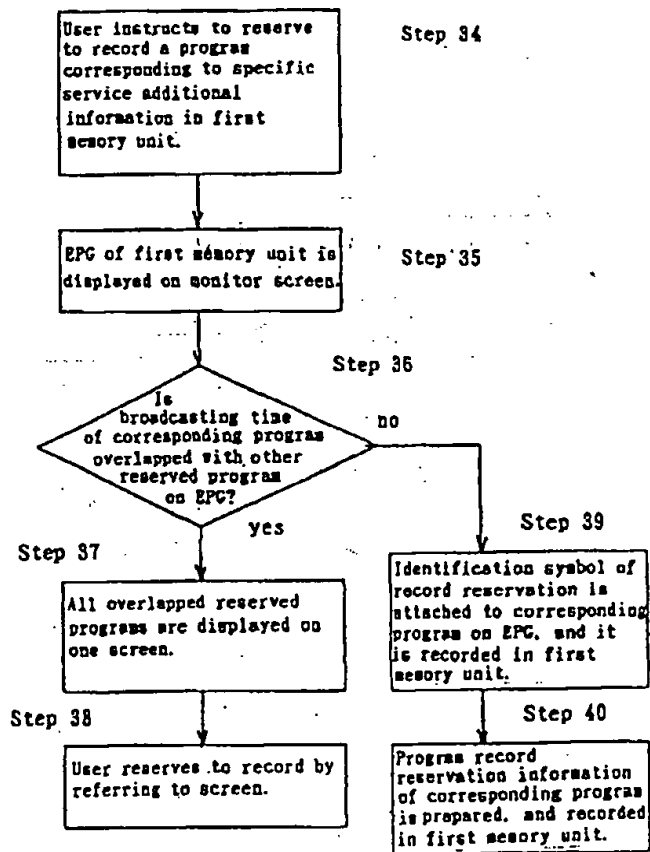 User instructs to reserve
to record a program
corresponding to specific
service additional
information in first
memory unit.
Step 34
EPG of first memory unit is
displayed on monitor screen.
Step 35
Step 36
Is
broadcasting time
of corresponding program
overlapped with other
reserved program
on EPG?
no
yes
Step 37
All overlapped reserved
programs are displayed on
one screen.
Step 38
User reserves to record by
referring to screen.
Step 39
Identification symbol of
record reservation is
attached to corresponding
program on EPG, and it
is recorded in first
memory unit.
Step 40
Program record
reservation information
of corresponding program
is prepared, and recorded
in first memory unit.